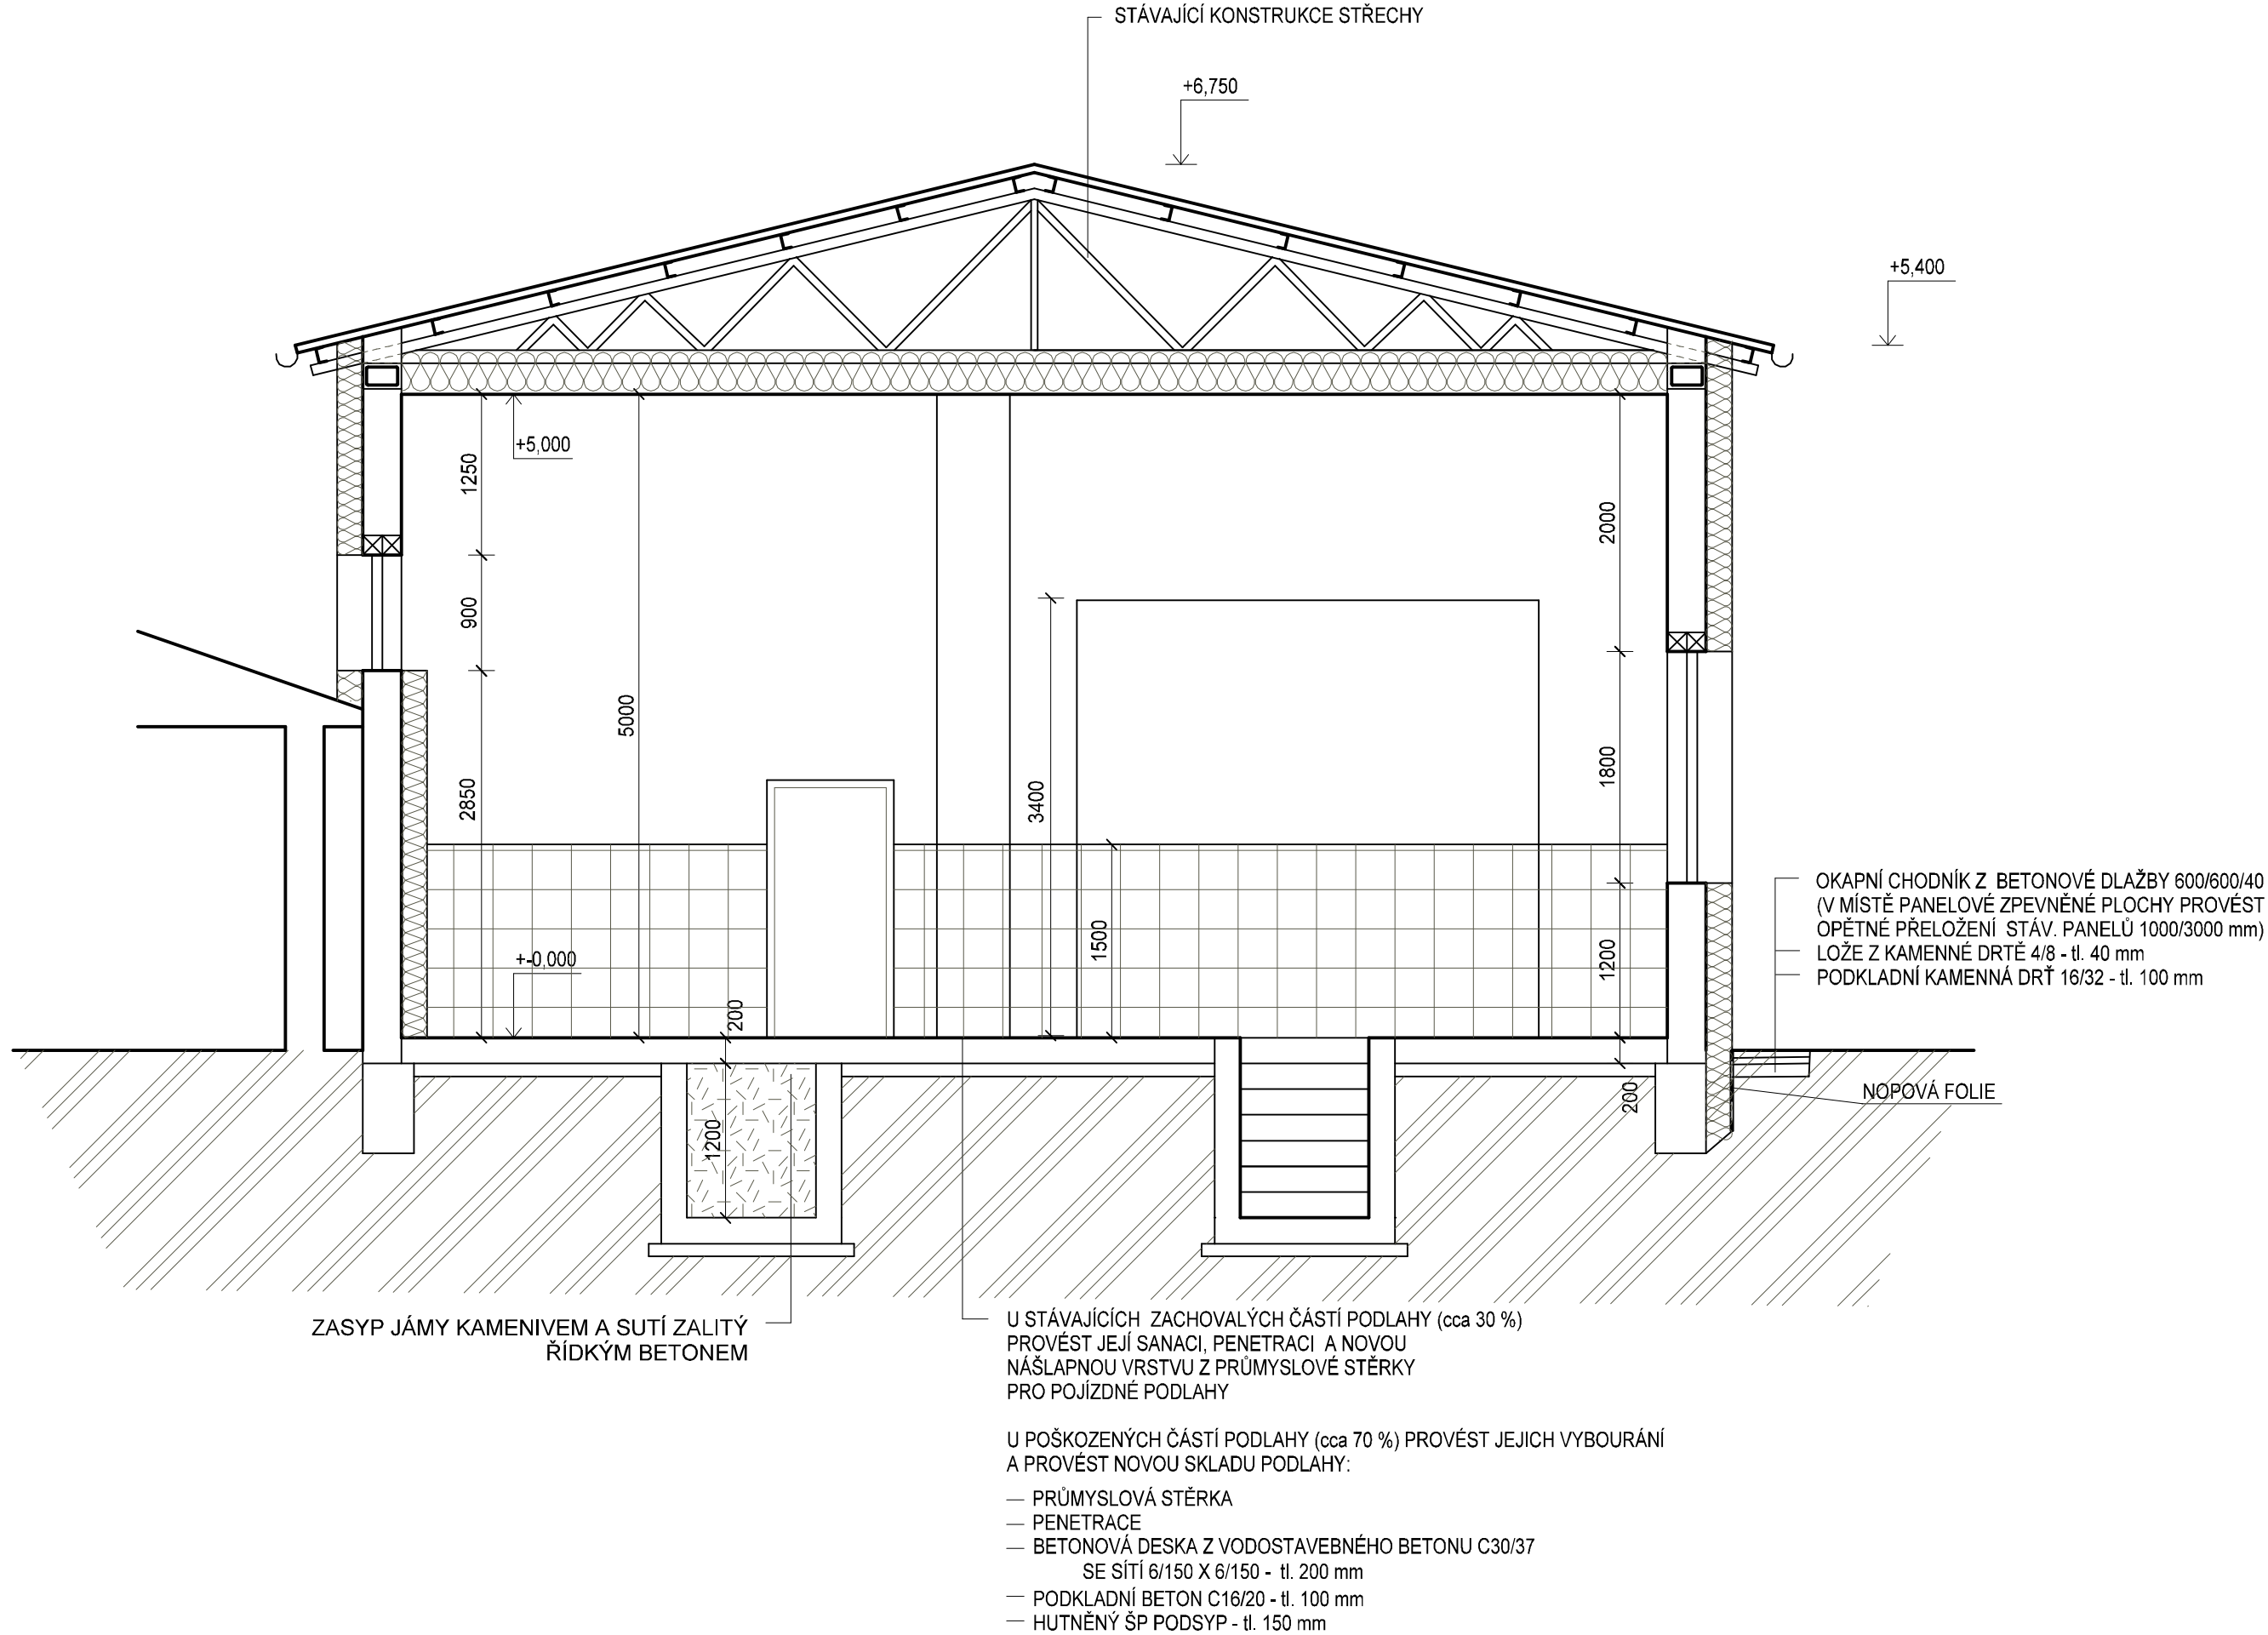 STÁVAJÍCÍ KONSTRUKCE STŘECHY
+6,750
+5,400
+5,000
1250
2000
900
5000
1800
2850
3400
1500
1200
+-0,000
200
OKAPNÍ CHODNÍK Z BETONOVÉ DLAŽBY 600/600/40
(V MÍSTĚ PANELOVÉ ZPEVNĚNÉ PLOCHY PROVÉST
OPĚTNÉ PŘELOŽENÍ STÁV. PANELŮ 1000/3000 mm)
LOŽE Z KAMENNÉ DRTĚ 4/8 - tl. 40 mm
PODKLADNÍ KAMENNÁ DRŤ 16/32 - tl. 100 mm
NOPOVÁ FOLIE
200
1200
ZASYP JÁMY KAMENIVEM A SUTÍ ZALITÝ
ŘÍDKÝM BETONEM
U STÁVAJÍCÍCH ZACHOVALÝCH ČÁSTÍ PODLAHY (cca 30 %)
PROVÉST JEJÍ SANACI, PENETRACI A NOVOU
NÁŠLAPNOU VRSTVU Z PRŮMYSLOVÉ STĚRKY
PRO POJÍZDNÉ PODLAHY
U POŠKOZENÝCH ČÁSTÍ PODLAHY (cca 70 %) PROVÉST JEJICH VYBOURÁNÍ
A PROVÉST NOVOU SKLADU PODLAHY:
— PRŮMYSLOVÁ STĚRKA
— PENETRACE
— BETONOVÁ DESKA Z VODOSTAVEBNÉHO BETONU C30/37
SE SÍTÍ 6/150 X 6/150 - tl. 200 mm
— PODKLADNÍ BETON C16/20 - tl. 100 mm
— HUTNĚNÝ ŠP PODSYP - tl. 150 mm